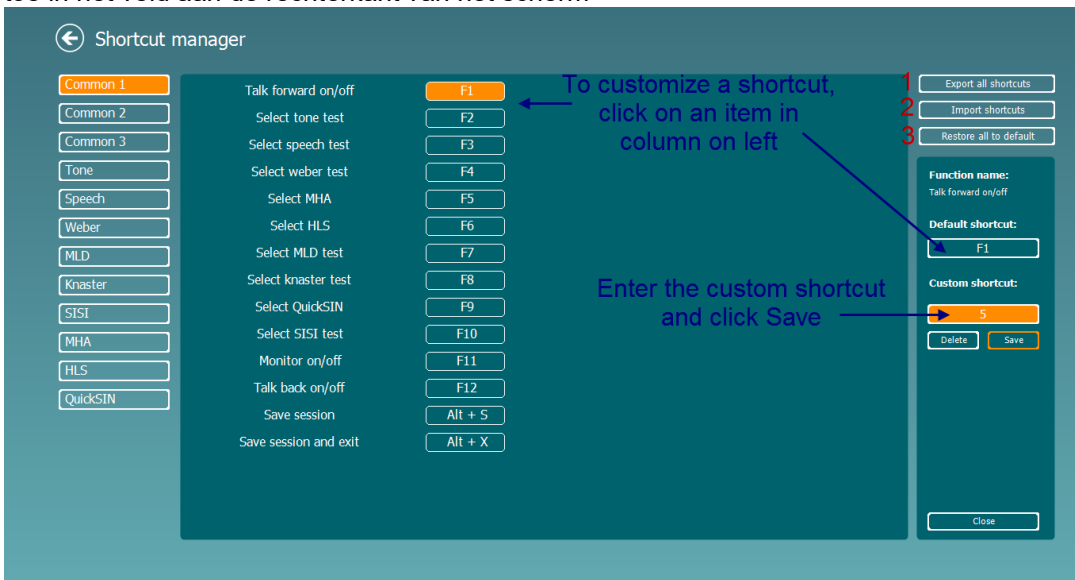 Shortcut manager
Common 1
Common 2
Common 3
Tone
Speech
Weber
MLD
Knaster
SISI
MHA
HLS
QuickSIN
Talk forward on/off F1
Select tone test F2
Select speech test F3
Select weber test F4
Select MHA F5
Select HLS F6
Select MLD test F7
Select knaster test F8
Select QuickSIN F9
Select SISI test F10
Monitor on/off F11
Talk back on/off F12
Save session Alt + S
Save session and exit Alt + X
To customize a shortcut,
click on an item in
column on left
Enter the custom shortcut
and click Save
1 Export all shortcuts
2 Import shortcuts
3 Restore all to default
Function name:
Talk forward on/off
Default shortcut:
F1
Custom shortcut:
5
Delete Save
Close